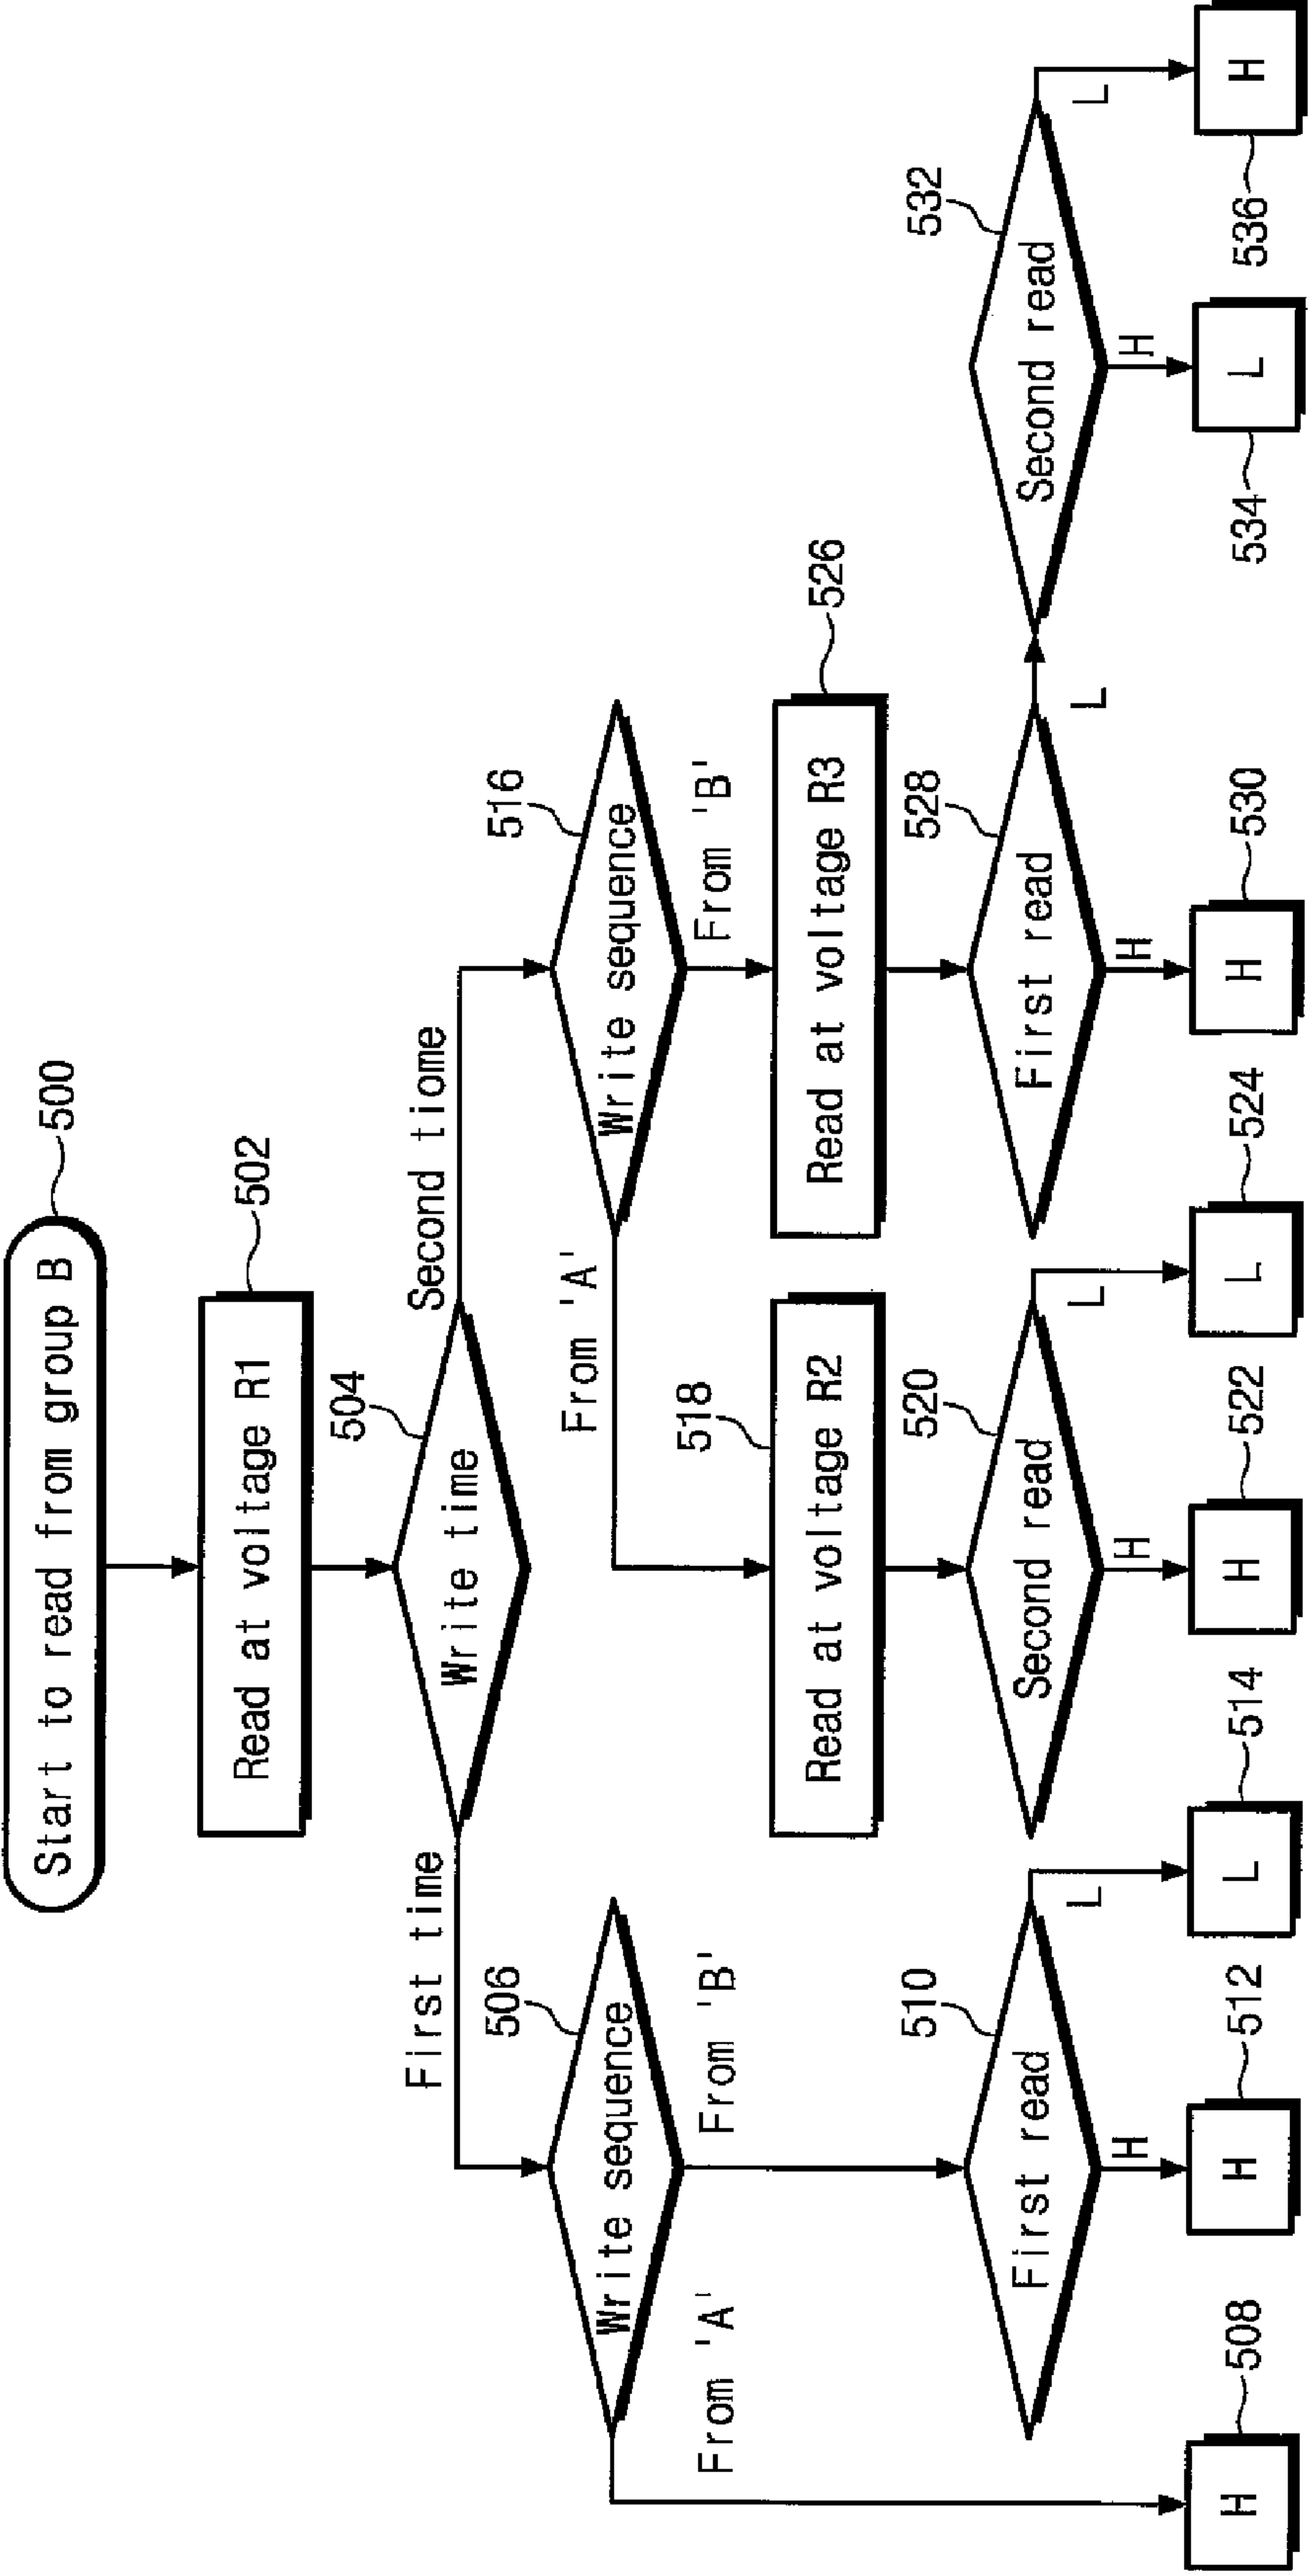 Start to read from group B
500
Read at voltage R1
502
Write time
504
First time
Second tiome
Write sequence
506
Write sequence
516
From 'A'
From 'B'
From 'A'
From 'B'
Read at voltage R2
518
Read at voltage R3
526
First read
510
Second read
520
First read
528
Second read
532
H
L
H
L
H
L
H
L
H
508
H
512
L
514
H
522
L
524
H
530
L
534
H
536